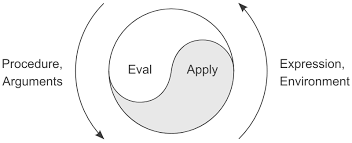 Procedure,
Arguments
Eval
Apply
Expression,
Environment